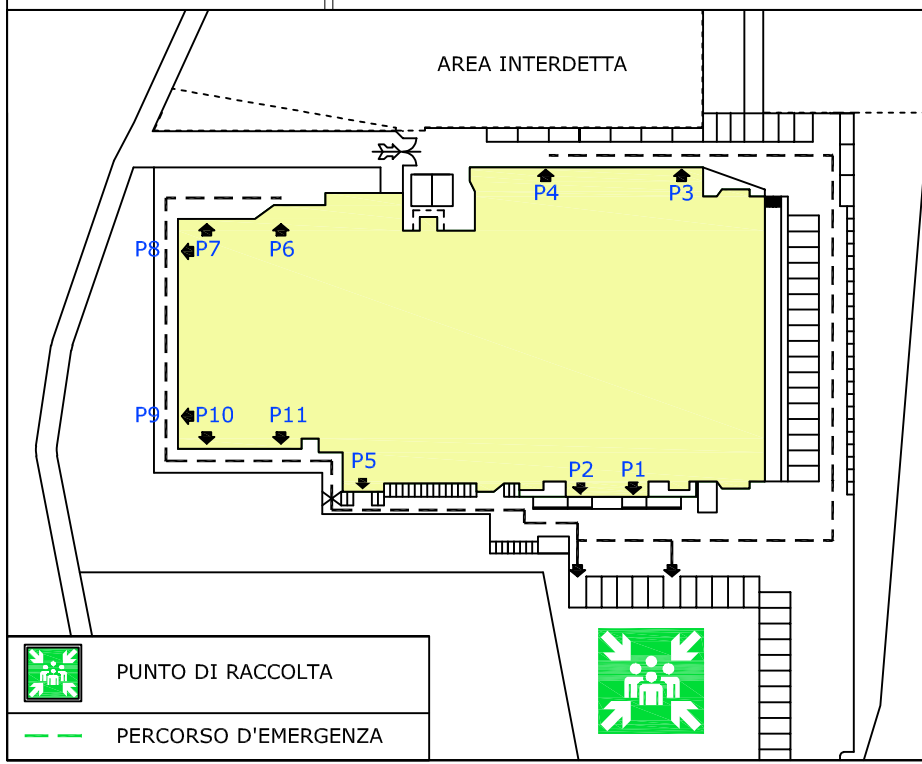 AREA INTERDETTA
P4
P3
P8
P7
P6
P9
P10
P11
P5
P2
P1
PUNTO DI RACCOLTA
PERCORSO D'EMERGENZA